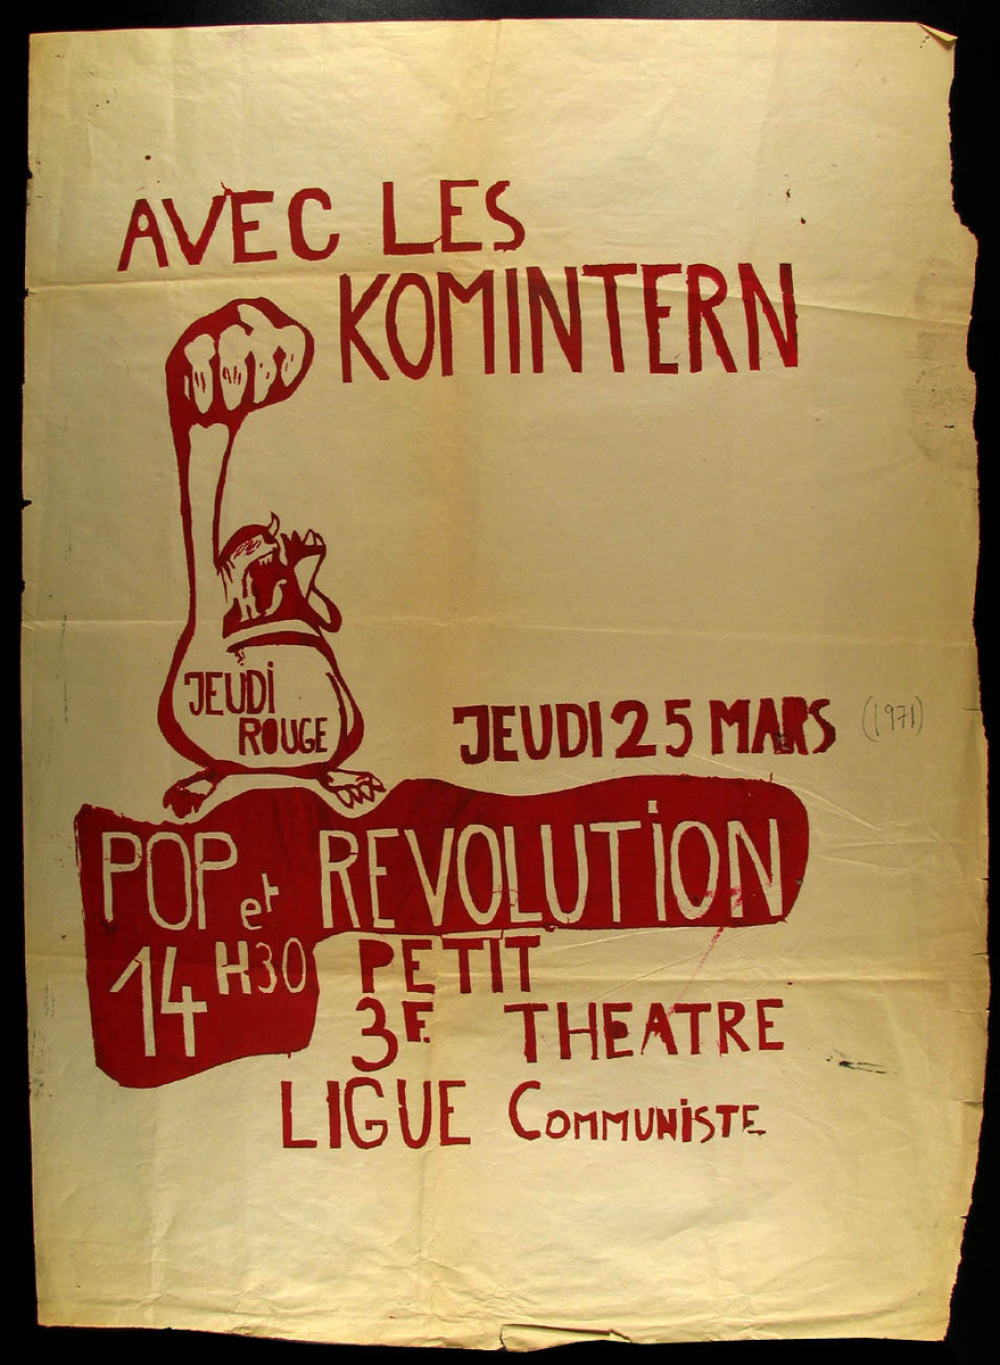 AVEC LES
KOMINTERN
JEUDI
ROUGE
JEUDI 25 MARS (1971)
POP et REVOLUTION
14 H30 PETIT
3E THEATRE
LIGUE COMMUNISTE